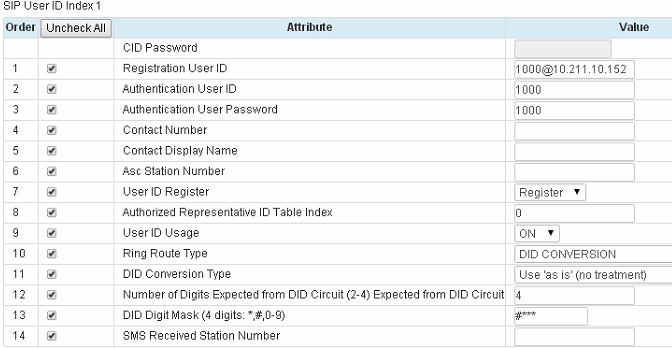 SIP User ID Index 1
Order Uncheck All Attribute Value
CID Password
1 Registration User ID 1000@10.211.10.152
2 Authentication User ID 1000
3 Authentication User Password 1000
4 Contact Number
5 Contact Display Name
6 Asc Station Number
7 User ID Register Register
8 Authorized Representative ID Table Index 0
9 User ID Usage ON
10 Ring Route Type DID CONVERSION
11 DID Conversion Type Use 'as is' (no treatment)
12 Number of Digits Expected from DID Circuit (2-4) Expected from DID Circuit 4
13 DID Digit Mask (4 digits: *,#,0-9) #***
14 SMS Received Station Number